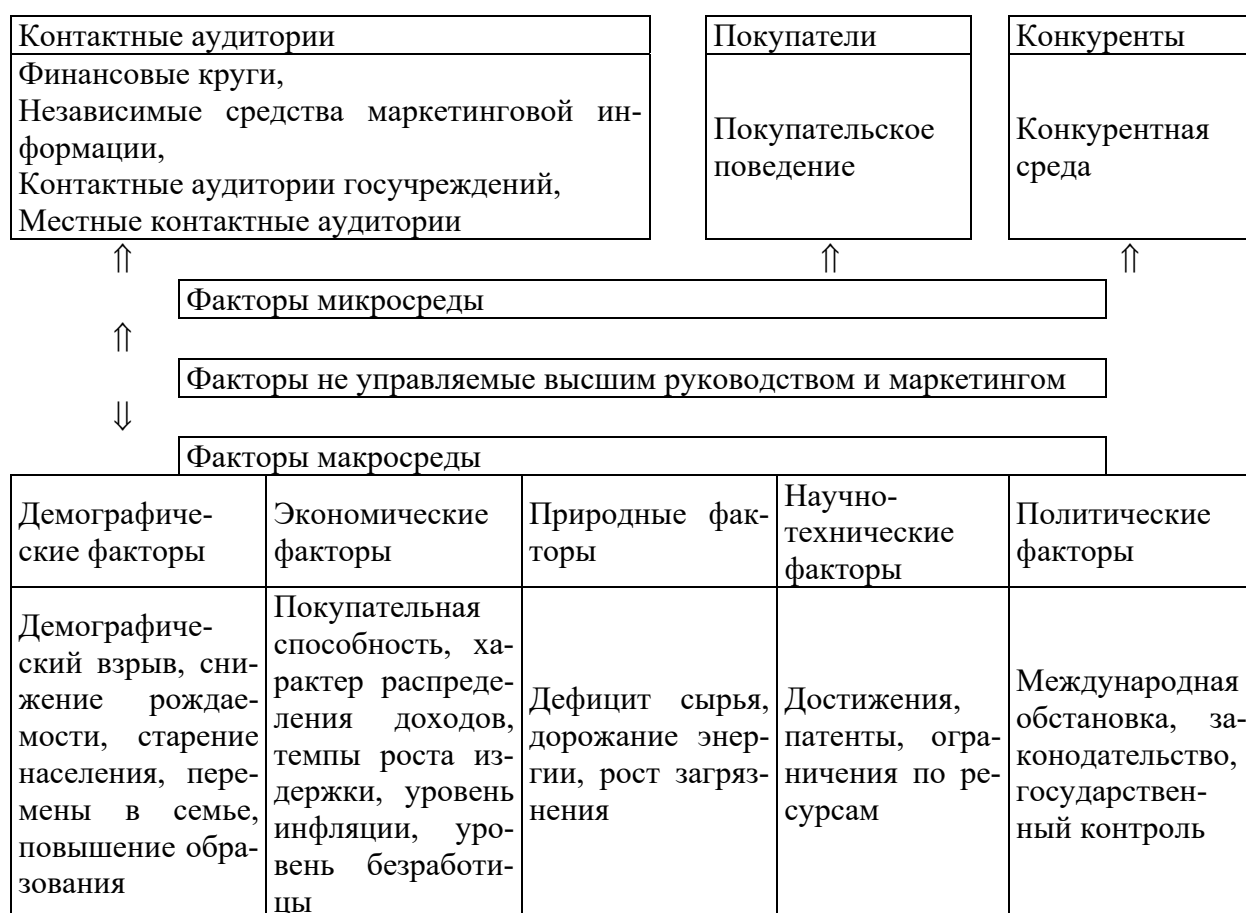 Контактные аудитории
Финансовые круги,
Независимые средства маркетинговой ин-
формации,
Контактные аудитории госучреждений,
Местные контактные аудитории
Покупатели
Покупательское
поведение
Конкуренты
Конкурентная
среда
⇑ ⇑ ⇑
Факторы микросреды
⇑
Факторы не управляемые высшим руководством и маркетингом
⇓
Факторы макросреды
Демографиче-
ские факторы
Экономические
факторы
Природные фак-
торы
Научно-
технические
факторы
Политические
факторы
Демографиче-
ский взрыв, сни-
жение рождае-
мости, старение
населения, пере-
мены в семье,
повышение обра-
зования
Покупательная
способность, ха-
рактер распреде-
ления доходов,
темпы роста из-
держки, уровень
инфляции, уро-
вень безработи-
цы
Дефицит сырья,
дорожание энер-
гии, рост загряз-
нения
Достижения,
патенты, огра-
ничения по ре-
сурсам
Международная
обстановка, за-
конодательство,
государствен-
ный контроль